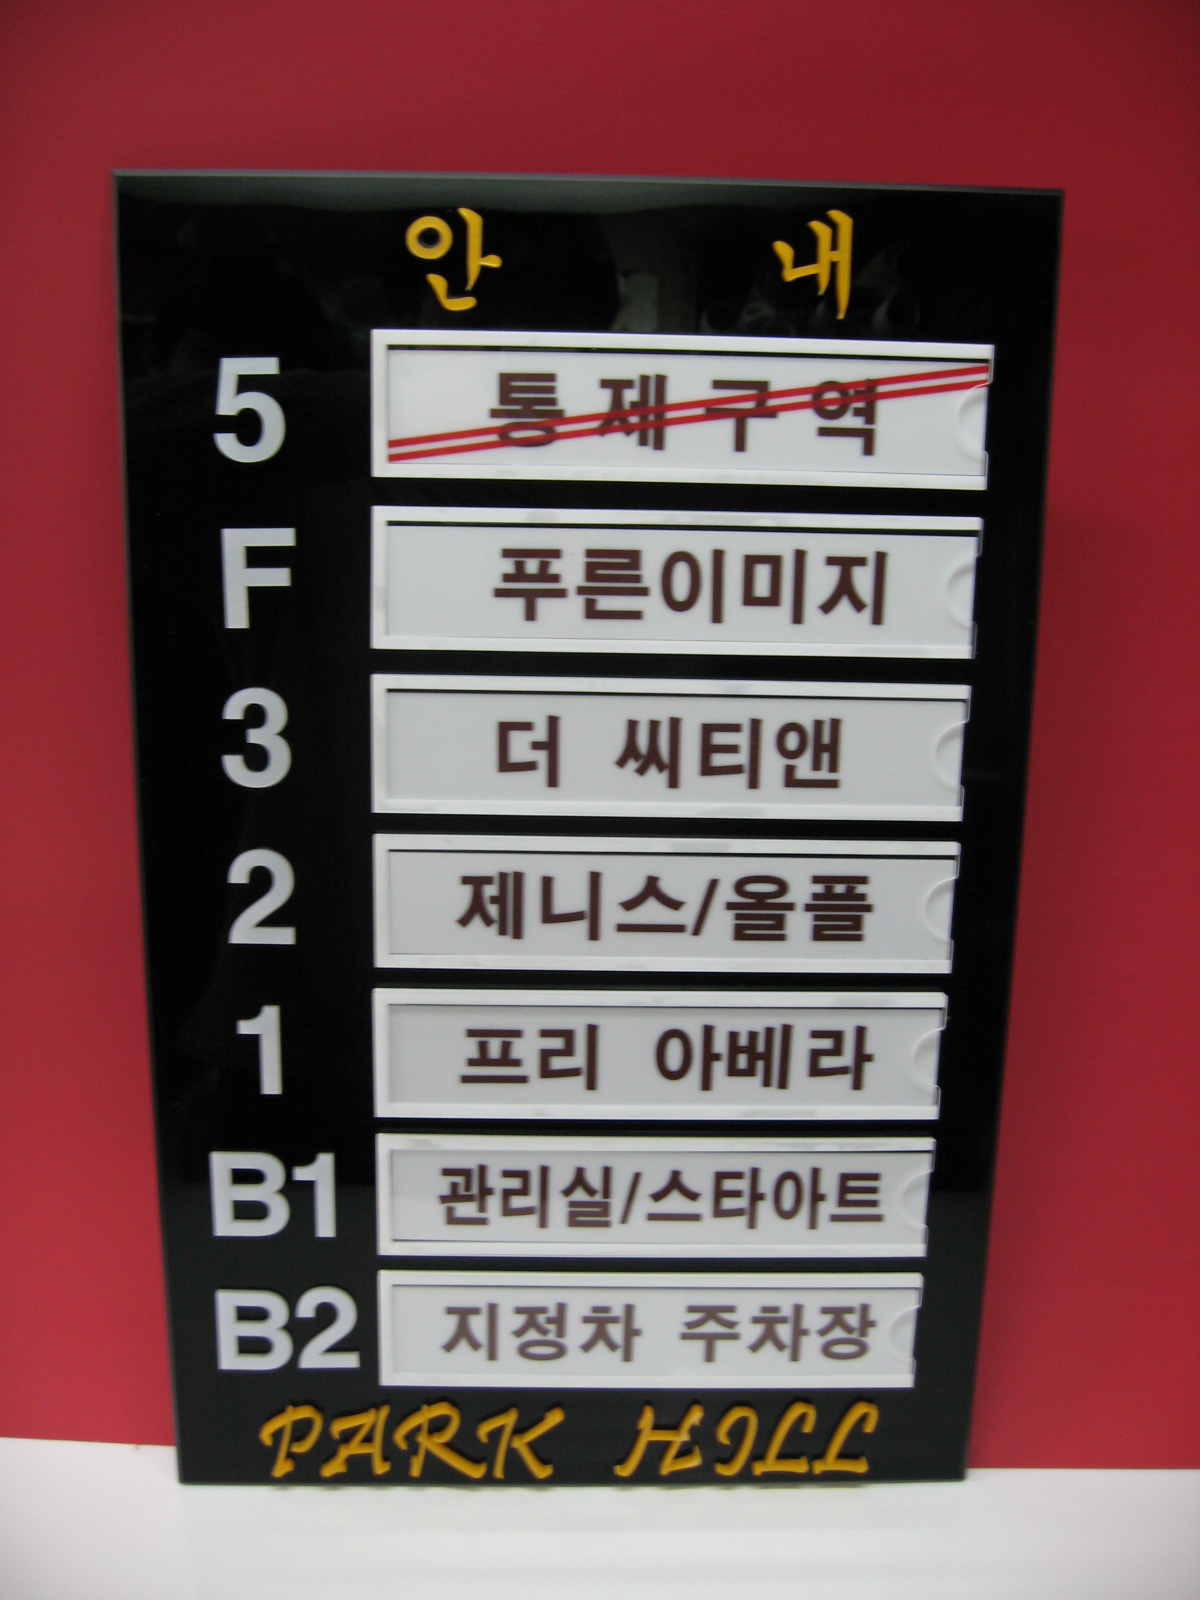 안 내
5 통제구역
F 푸른이미지
3 더 씨티앤
2 제니스/올플
1 프리 아베라
B1 관리실/스타아트
B2 지정차 주차장
PARK HILL